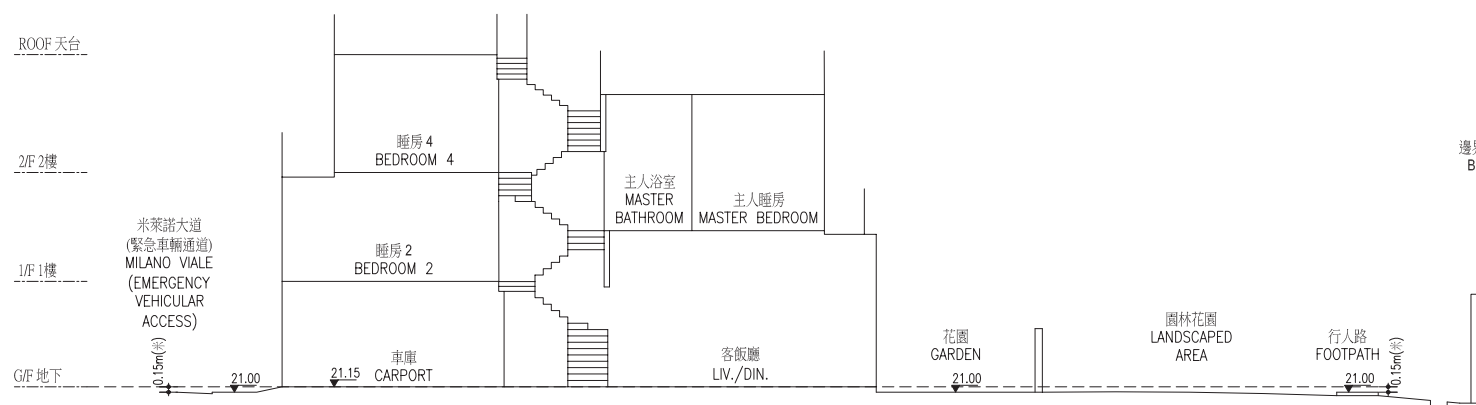 ROOF 天台
2/F 2樓
1/F 1樓
G/F 地下
米萊諾大道
(緊急車輛通道)
MILANO VIALE
(EMERGENCY
VEHICULAR
ACCESS)
0.15m(米)
21.00
21.15
睡房 4
BEDROOM 4
睡房 2
BEDROOM 2
車庫
CARPORT
主人浴室
MASTER
BATHROOM
主人睡房
MASTER BEDROOM
客飯廳
LIV./DIN.
花園
GARDEN
21.00
園林花園
LANDSCAPED
AREA
行人路
FOOTPATH
21.00
0.15m(米)
邊界
B